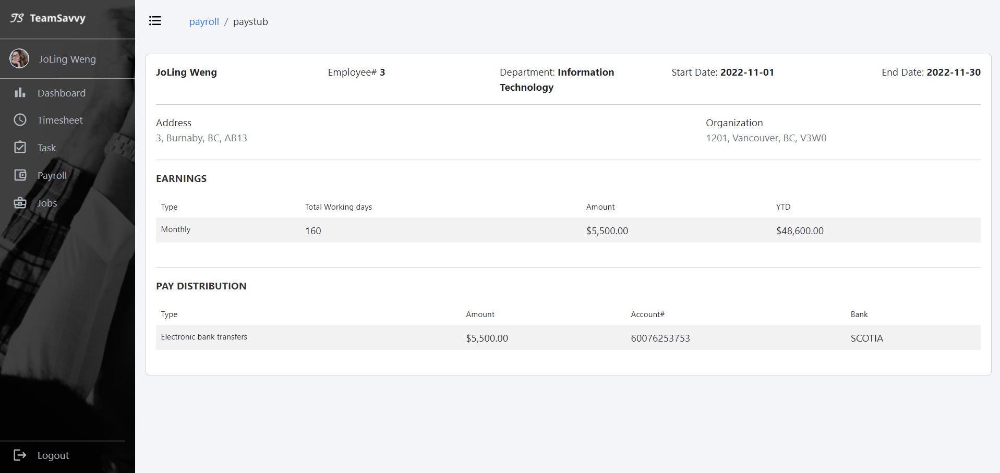 TS TeamSavvy
JoLing Weng
Dashboard
Timesheet
Task
Payroll
Jobs
Logout
payroll / paystub
JoLing Weng Employee# 3 Department: Information Start Date: 2022-11-01 End Date: 2022-11-30
Technology
Address Organization
3, Burnaby, BC, AB13 1201, Vancouver, BC, V3W0
EARNINGS
Type Total Working days Amount YTD
Monthly 160 $5,500.00 $48,600.00
PAY DISTRIBUTION
Type Amount Account# Bank
Electronic bank transfers $5,500.00 60076253753 SCOTIA